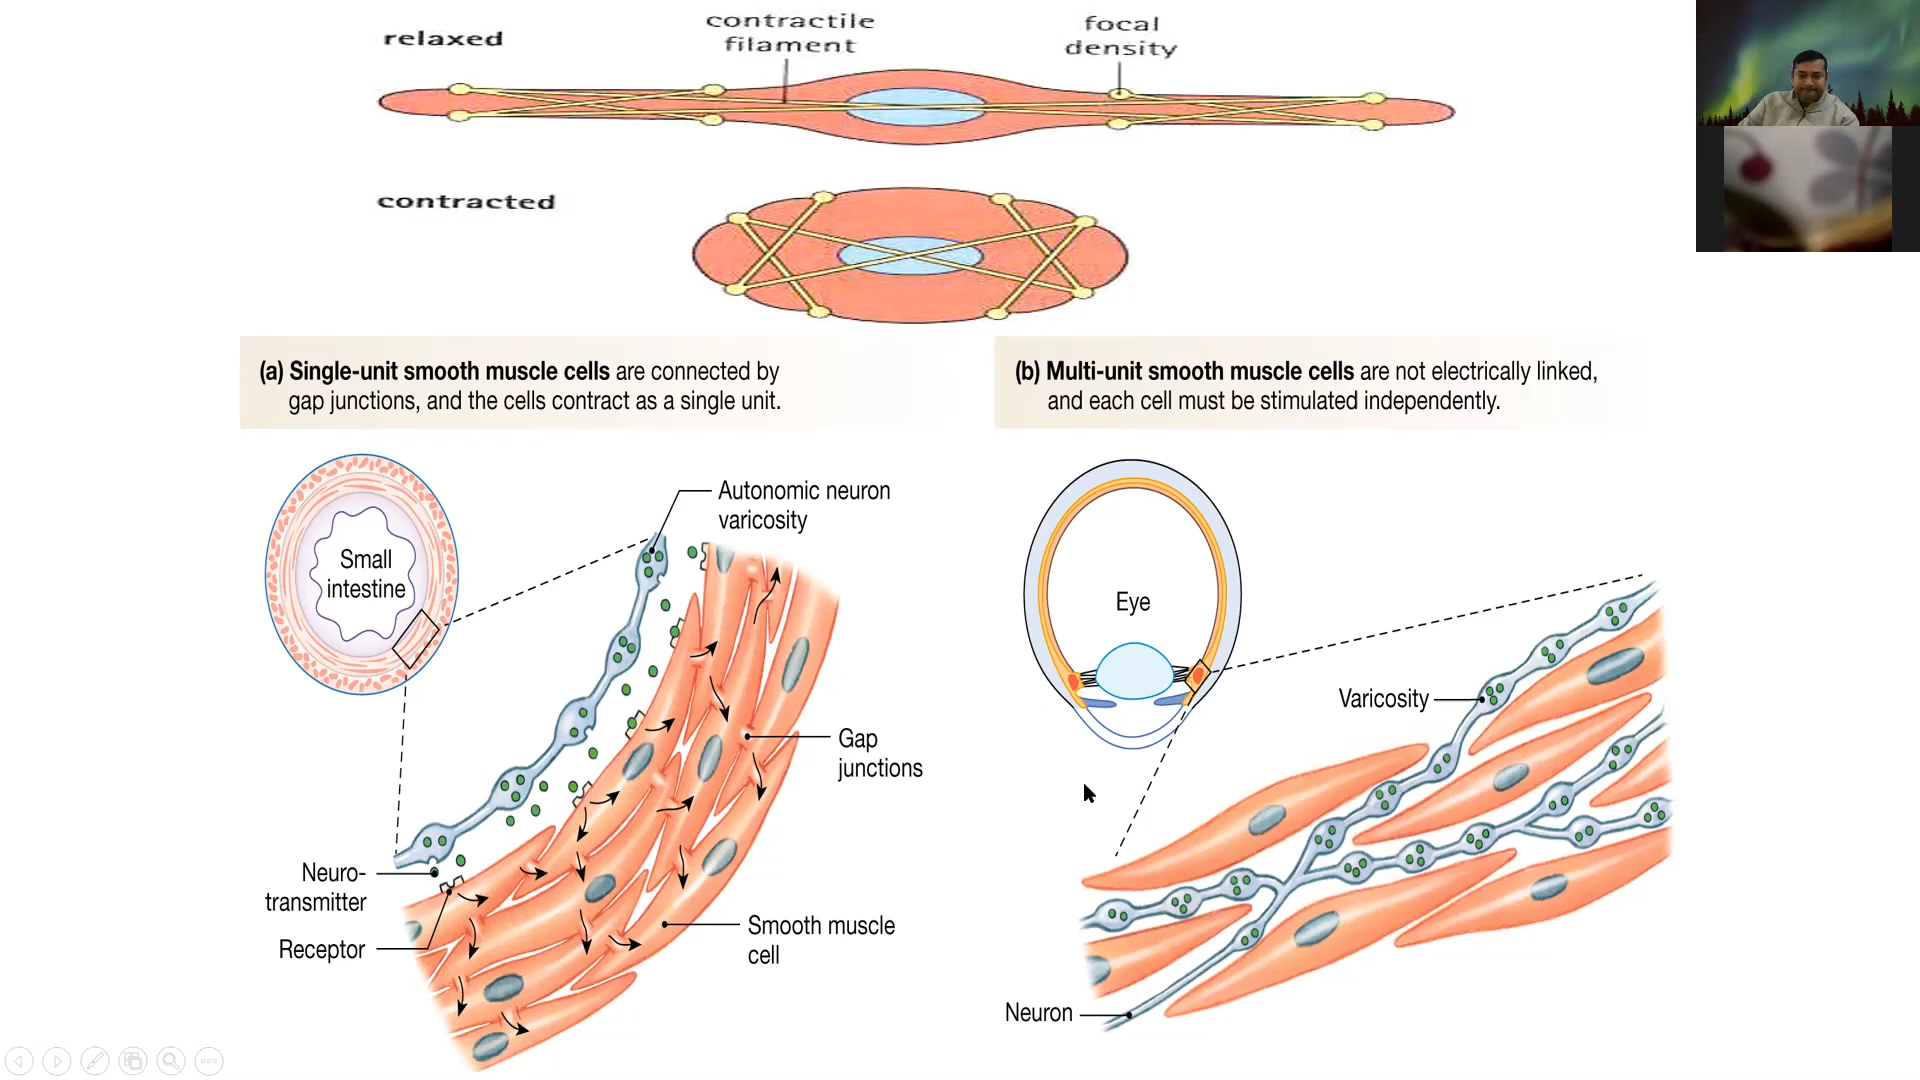 relaxed
contractile
filament
focal
density
contracted
(a) Single-unit smooth muscle cells are connected by
gap junctions, and the cells contract as a single unit.
(b) Multi-unit smooth muscle cells are not electrically linked,
and each cell must be stimulated independently.
Small
intestine
Autonomic neuron
varicosity
Gap
junctions
Neuro-
transmitter
Receptor
Smooth muscle
cell
Eye
Varicosity
Neuron